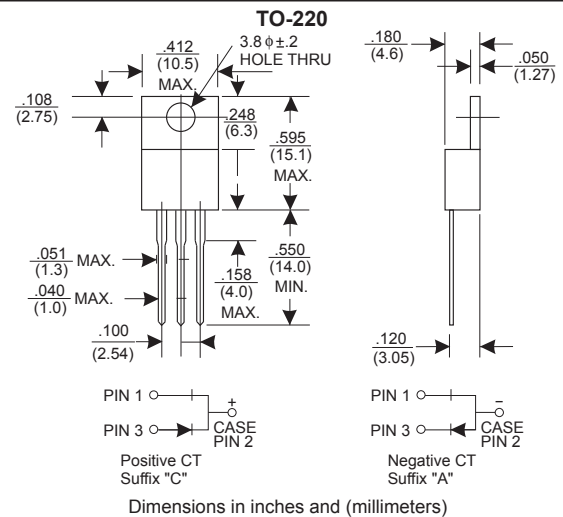 TO-220
.412
(10.5)
MAX.
3.8 ϕ±.2
HOLE THRU
.180
(4.6)
.050
(1.27)
.108
(2.75)
.248
(6.3)
.595
(15.1)
MAX.
.051
(1.3) MAX.
.040
(1.0) MAX.
.158
(4.0)
MAX.
.550
(14.0)
MIN.
.100
(2.54)
.120
(3.05)
PIN 1
+
PIN 3
CASE
PIN 2
Positive CT
Suffix "C"
PIN 1
−
PIN 3
CASE
PIN 2
Negative CT
Suffix "A"
Dimensions in inches and (millimeters)